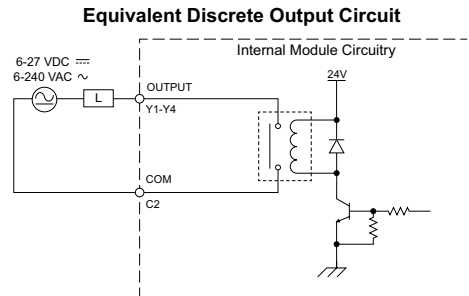 Equivalent Discrete Output Circuit
Internal Module Circuitry
6-27 VDC ⎓
6-240 VAC ∿
24V
L
OUTPUT
Y1-Y4
COM
C2